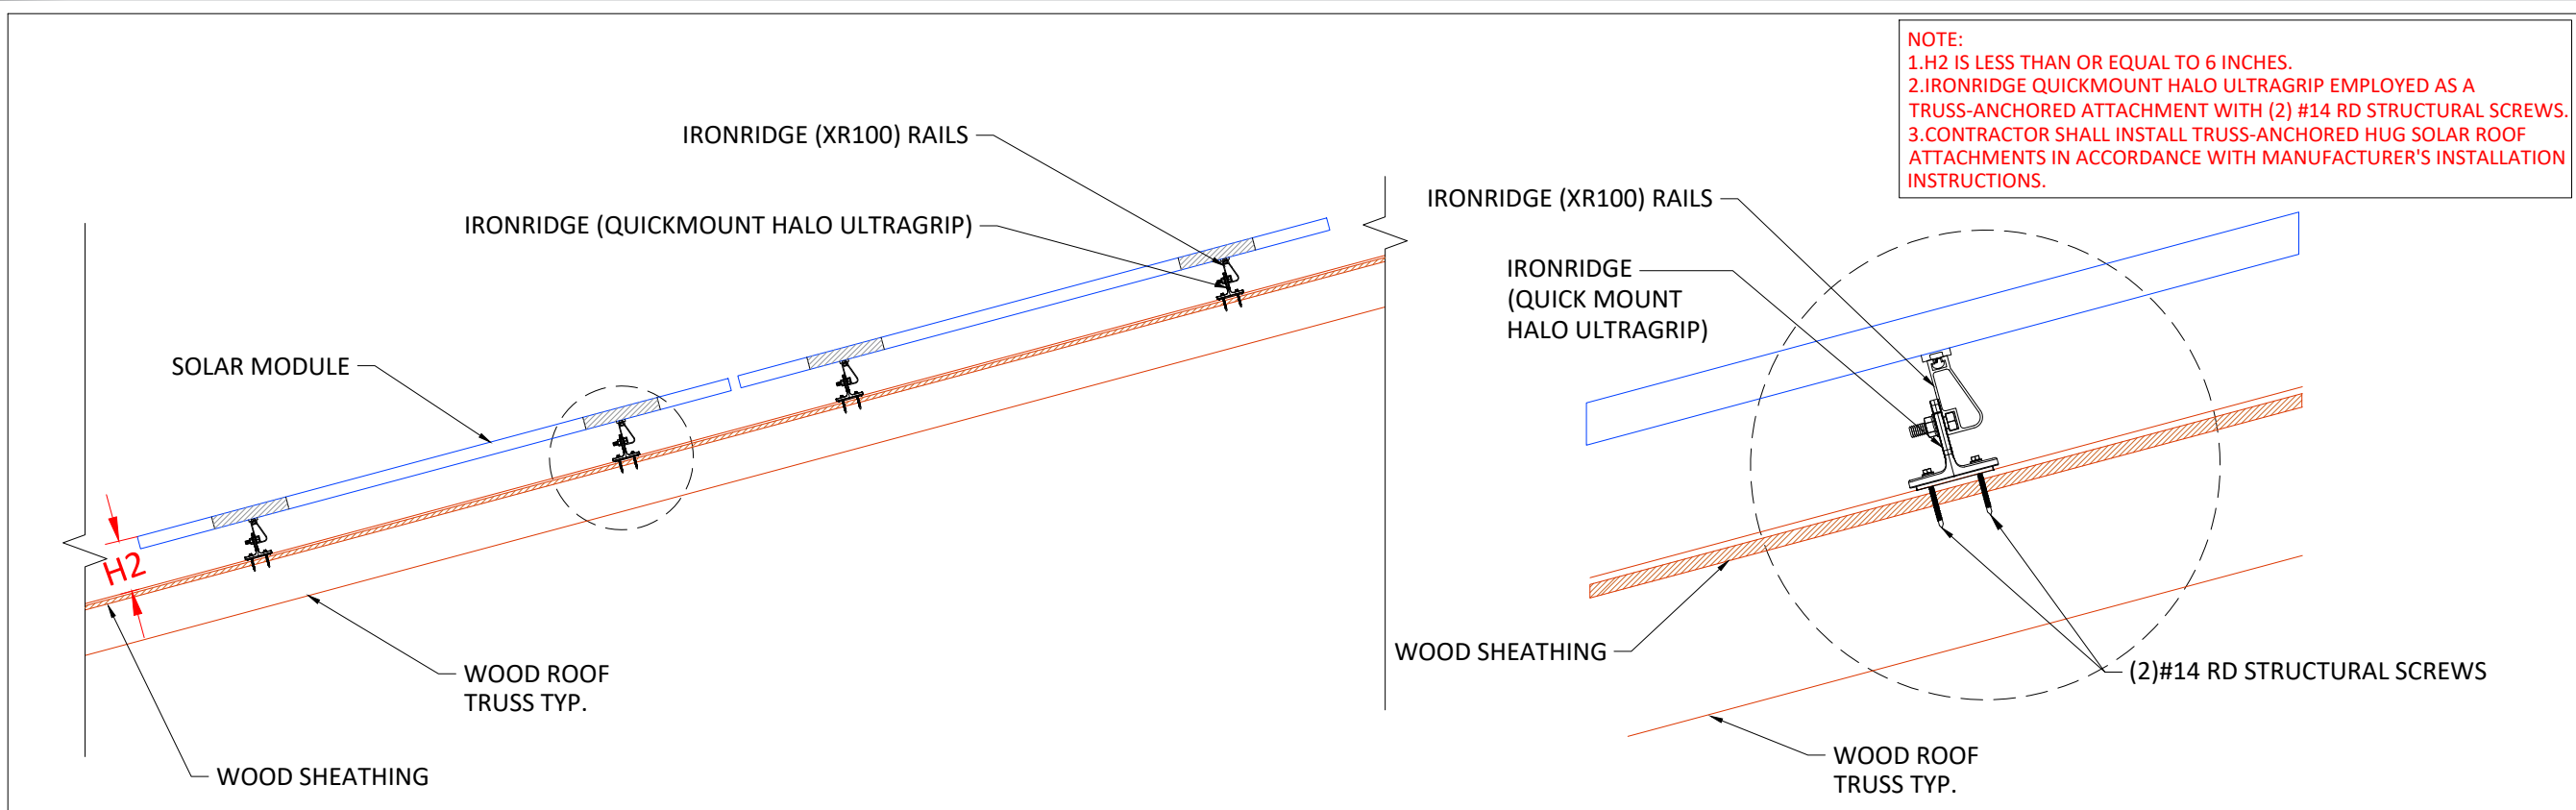 NOTE:
1.H2 IS LESS THAN OR EQUAL TO 6 INCHES.
2.IRONRIDGE QUICKMOUNT HALO ULTRAGRIP EMPLOYED AS A
TRUSS-ANCHORED ATTACHMENT WITH (2) #14 RD STRUCTURAL SCREWS.
3.CONTRACTOR SHALL INSTALL TRUSS-ANCHORED HUG SOLAR ROOF
ATTACHMENTS IN ACCORDANCE WITH MANUFACTURER'S INSTALLATION
INSTRUCTIONS.
IRONRIDGE (XR100) RAILS
IRONRIDGE (QUICKMOUNT HALO ULTRAGRIP)
SOLAR MODULE
H2
WOOD ROOF
TRUSS TYP.
WOOD SHEATHING
IRONRIDGE (XR100) RAILS
IRONRIDGE
(QUICK MOUNT
HALO ULTRAGRIP)
WOOD SHEATHING
(2)#14 RD STRUCTURAL SCREWS
WOOD ROOF
TRUSS TYP.